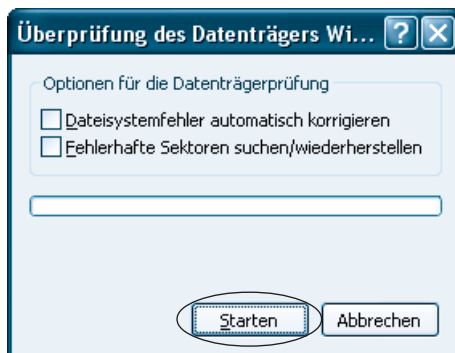 Überprüfung des Datenträgers Wi...
Optionen für die Datenträgerprüfung
Dateisystemfehler automatisch korrigieren
Fehlerhafte Sektoren suchen/wiederherstellen
Starten
Abbrechen